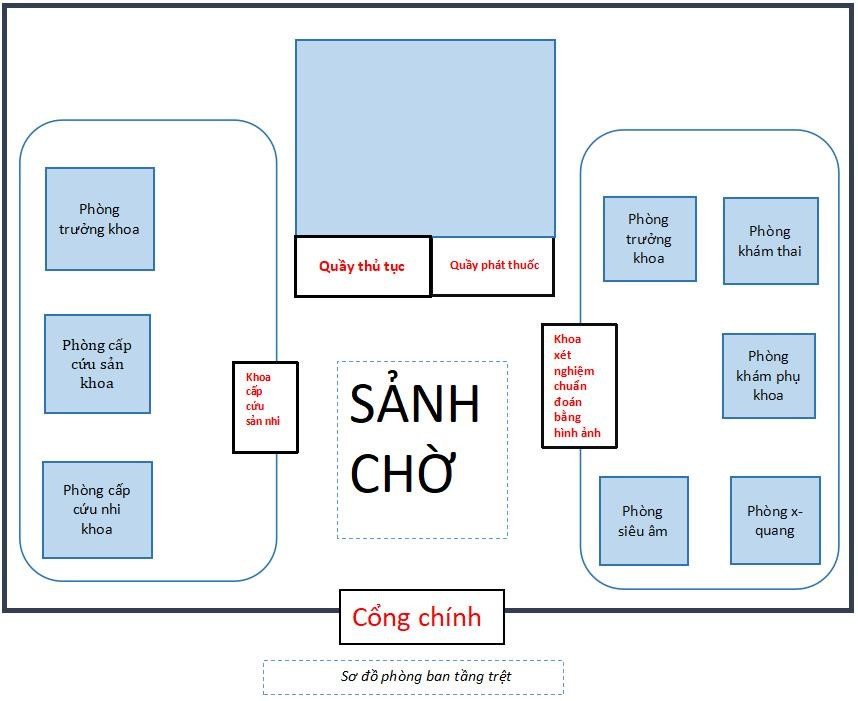 Quầy thủ tục
Quầy phát thuốc
Phòng
trưởng khoa
Phòng cấp
cứu sản
khoa
Phòng cấp
cứu nhi
khoa
Khoa
cấp
cứu
sản nhi
SẢNH
CHỜ
Khoa
xét
nghiệm
chuẩn
đoán
bằng
hình ảnh
Phòng
trưởng
khoa
Phòng
khám thai
Phòng
khám phụ
khoa
Phòng
siêu âm
Phòng x-
quang
Cổng chính
Sơ đồ phòng ban tầng trệt